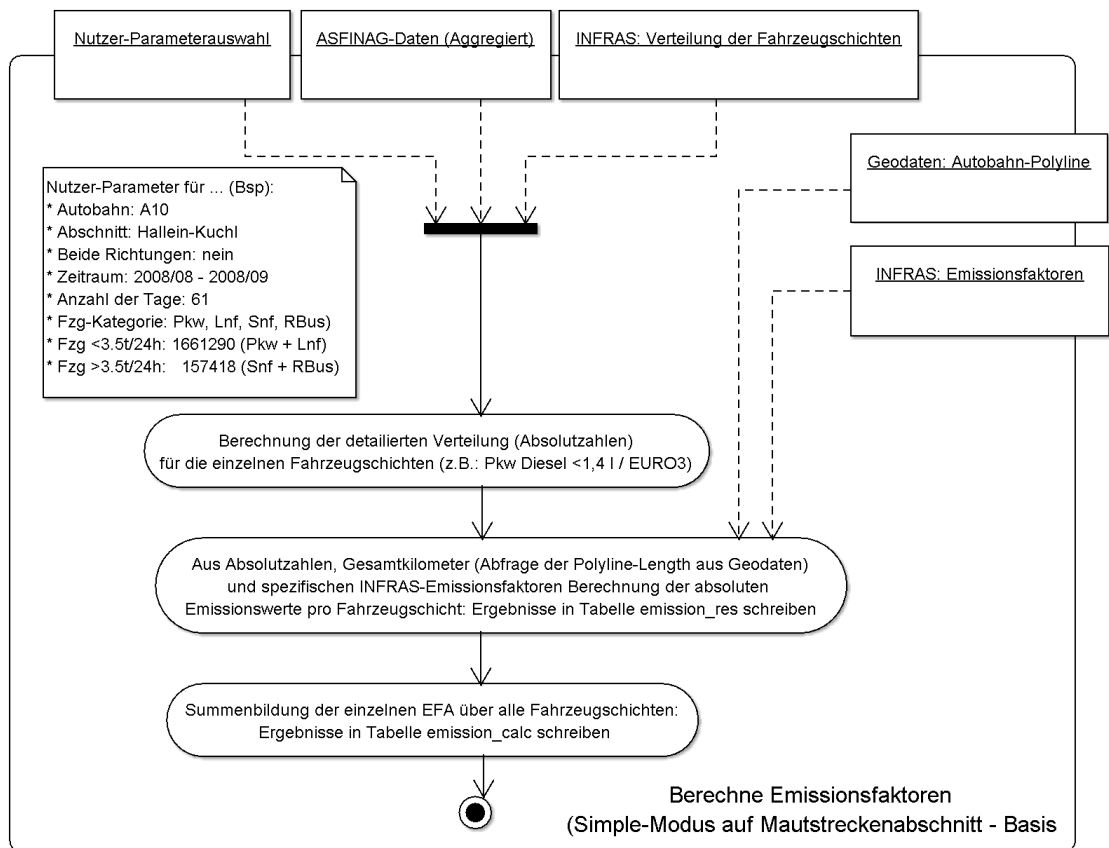 Nutzer-Parameterauswahl
ASFINAG-Daten (Aggregiert)
INFRAS: Verteilung der Fahrzeugschichten
Geodaten: Autobahn-Polyline
INFRAS: Emissionsfaktoren
Nutzer-Parameter für ... (Bsp):
* Autobahn: A10
* Abschnitt: Hallein-Kuchl
* Beide Richtungen: nein
* Zeitraum: 2008/08 - 2008/09
* Anzahl der Tage: 61
* Fzg-Kategorie: Pkw, Lnf, Snf, RBus)
* Fzg <3.5t/24h: 1661290 (Pkw + Lnf)
* Fzg >3.5t/24h: 157418 (Snf + RBus)
Berechnung der detailierten Verteilung (Absolutzahlen)
für die einzelnen Fahrzeugschichten (z.B.: Pkw Diesel <1,4 l / EURO3)
Aus Absolutzahlen, Gesamtkilometer (Abfrage der Polyline-Length aus Geodaten)
und spezifischen INFRAS-Emissionsfaktoren Berechnung der absoluten
Emissionswerte pro Fahrzeugschicht: Ergebnisse in Tabelle emission_res schreiben
Summenbildung der einzelnen EFA über alle Fahrzeugschichten:
Ergebnisse in Tabelle emission_calc schreiben
Berechne Emissionsfaktoren
(Simple-Modus auf Mautstreckenabschnitt - Basis